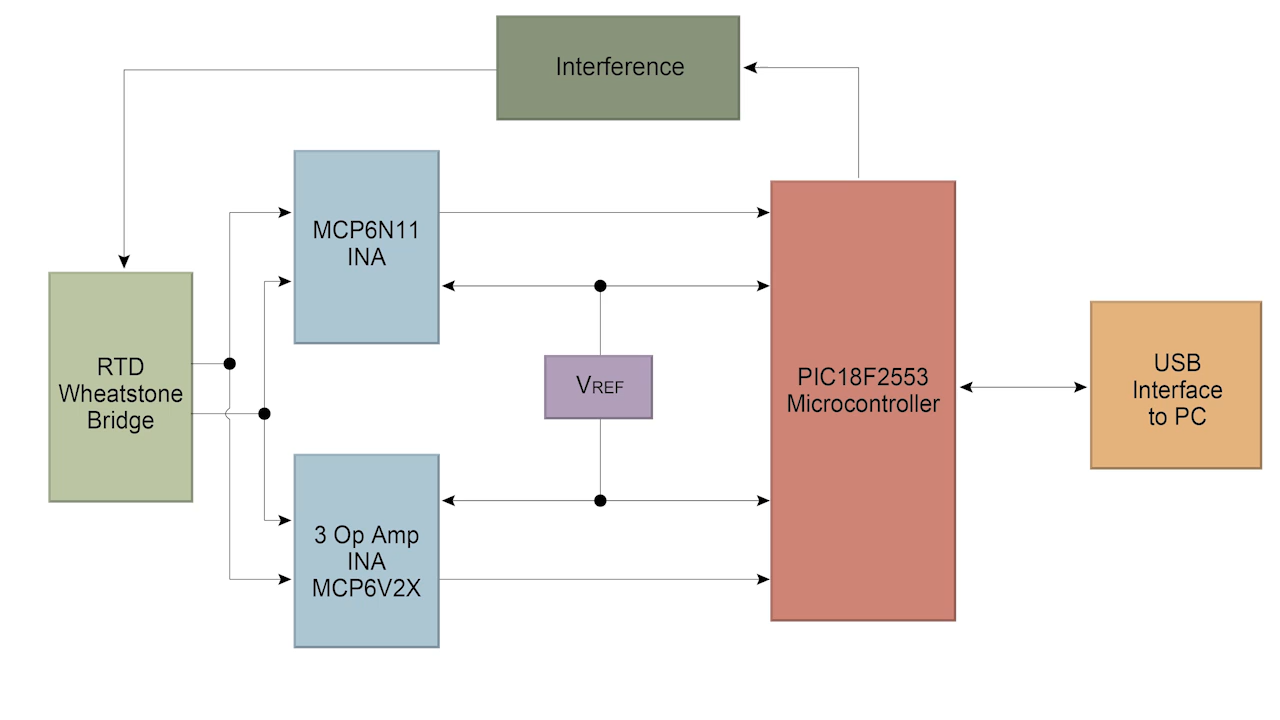 Interference
MCP6N11
INA
RTD
Wheatstone
Bridge
VREF
PIC18F2553
Microcontroller
USB
Interface
to PC
3 Op Amp
INA
MCP6V2X